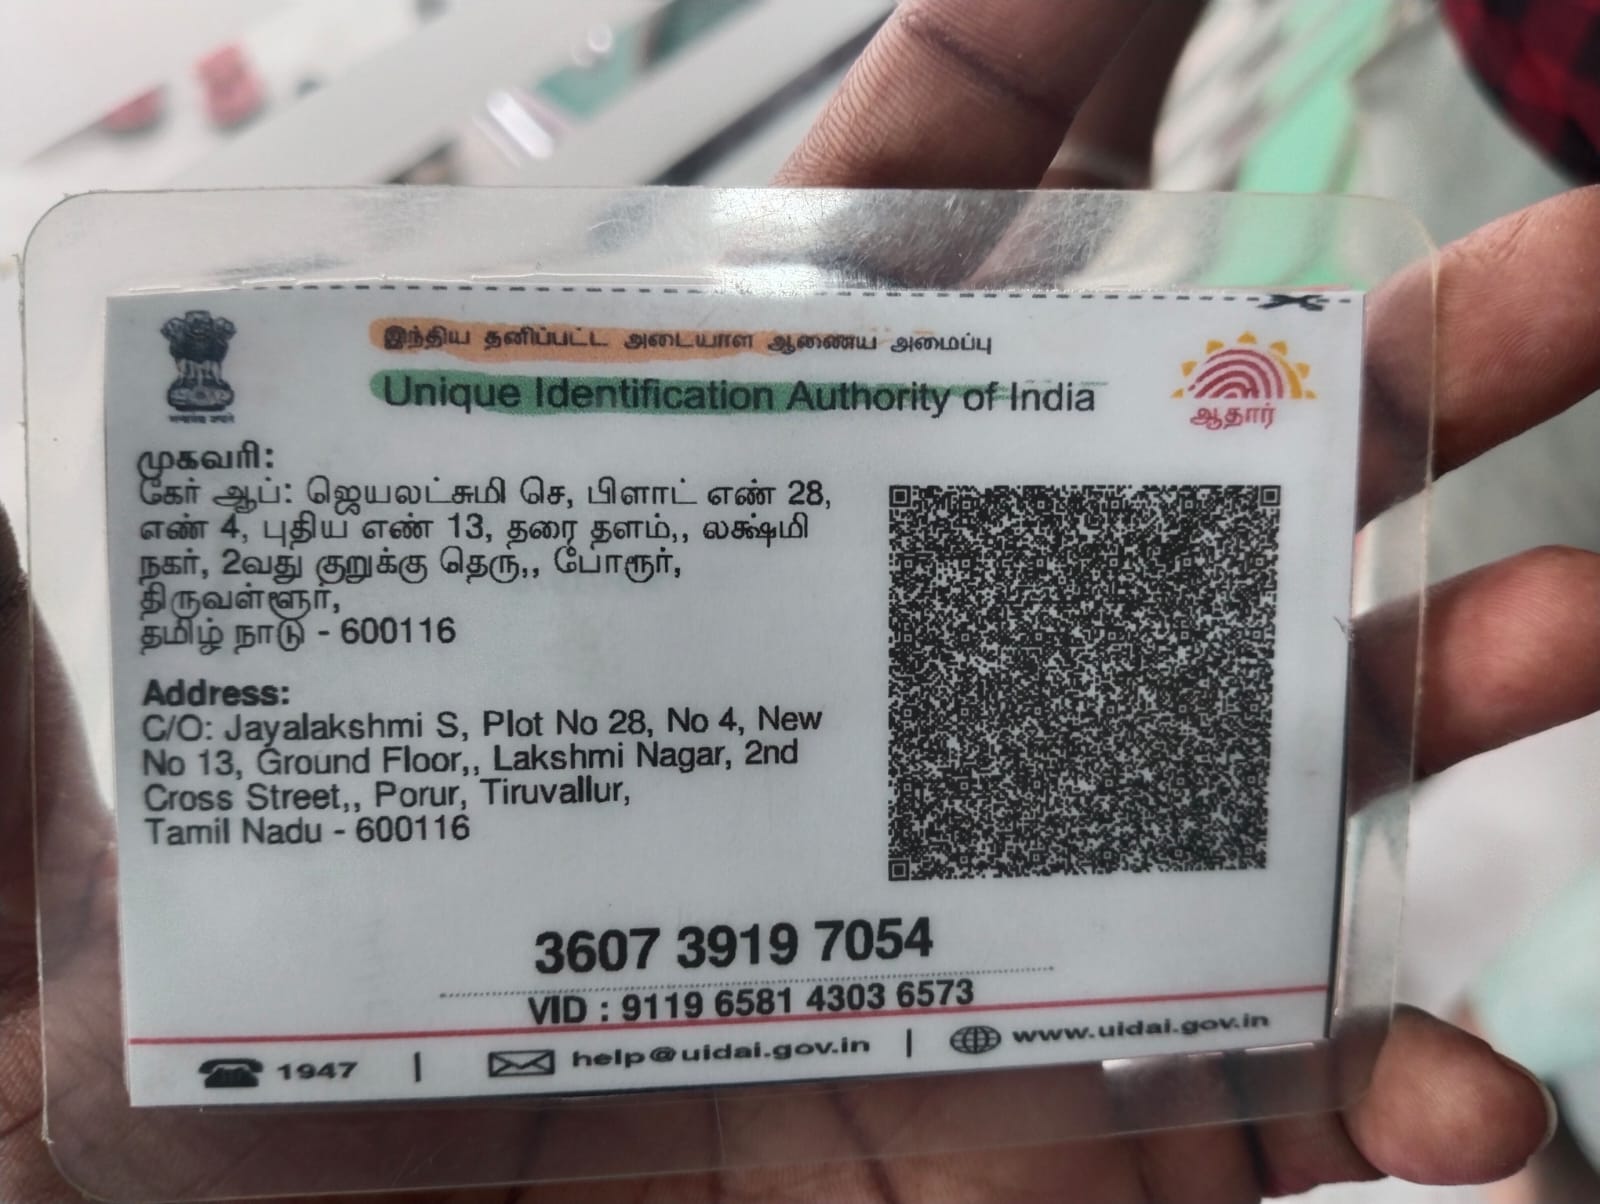 இந்திய தனிப்பட்ட அடையாள ஆணைய அமைப்பு
Unique Identification Authority of India
ஆதார்
முகவரி:
கேர் ஆப்: ஜெயலட்சுமி செ, பிளாட் எண் 28,
எண் 4, புதிய எண் 13, தரை தளம்,, லக்ஷ்மி
நகர், 2வது குறுக்கு தெரு,, போரூர்,
திருவள்ளூர்,
தமிழ் நாடு - 600116
Address:
C/O: Jayalakshmi S, Plot No 28, No 4, New
No 13, Ground Floor,, Lakshmi Nagar, 2nd
Cross Street,, Porur, Tiruvallur,
Tamil Nadu - 600116
3607 3919 7054
VID : 9119 6581 4303 6573
1947 | help@uidai.gov.in | www.uidai.gov.in